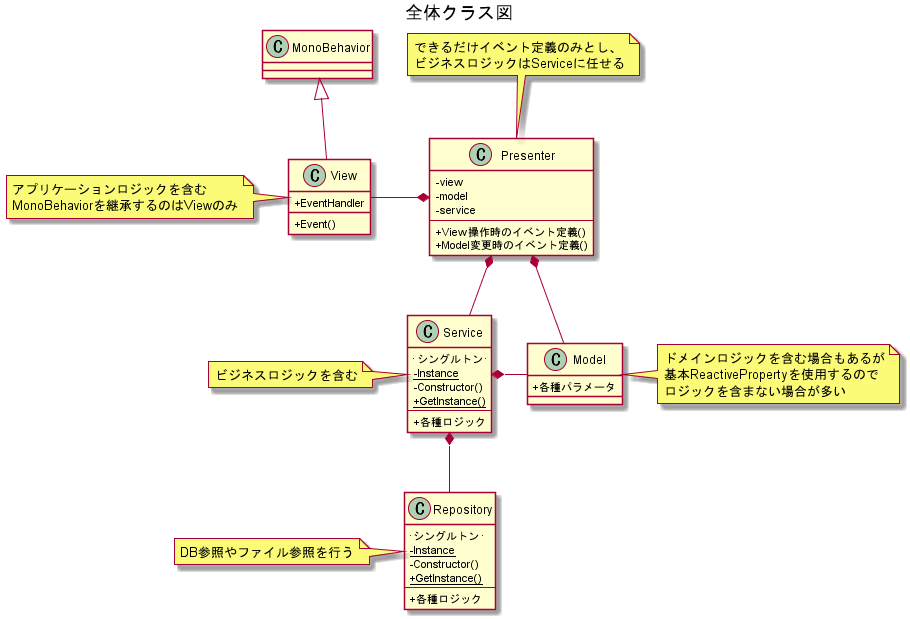 全体クラス図
C MonoBehavior
できるだけイベント定義のみとし、
ビジネスロジックはServiceに任せる
C Presenter
-view
-model
-service
+View操作時のイベント定義()
+Model変更時のイベント定義()
C View
+EventHandler
+Event()
アプリケーションロジックを含む
MonoBehaviorを継承するのはViewのみ
C Service
シングルトン
-Instance
-Constructor()
+GetInstance()
+各種ロジック
C Model
+各種パラメータ
ビジネスロジックを含む
ドメインロジックを含む場合もあるが
基本ReactivePropertyを使用するので
ロジックを含まない場合が多い
C Repository
シングルトン
-Instance
-Constructor()
+GetInstance()
+各種ロジック
DB参照やファイル参照を行う